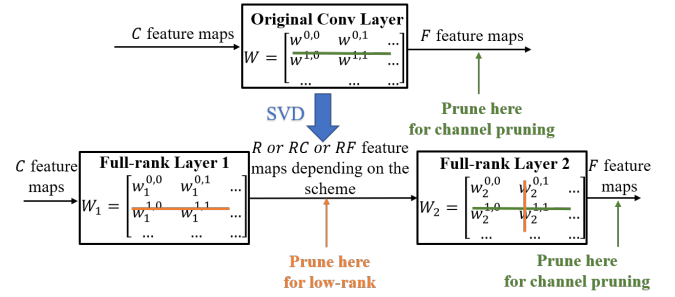 Original Conv Layer
C feature maps
F feature maps
W = [w^{0,0} w^{0,1} ...
w^{1,0} w^{1,1} ...
... ... ...]
Prune here
for channel pruning
SVD
R or RC or RF feature
maps depending on the
scheme
C feature
maps
Full-rank Layer 1
W_1 = [w_1^{0,0} w_1^{0,1} ...
w_1^{1,0} w_1^{1,1} ...
... ... ...]
Full-rank Layer 2
W_2 = [w_2^{0,0} w_2^{0,1} ...
w_2^{1,0} w_2^{1,1} ...
... ... ...]
F feature
maps
Prune here
for low-rank
Prune here
for channel pruning